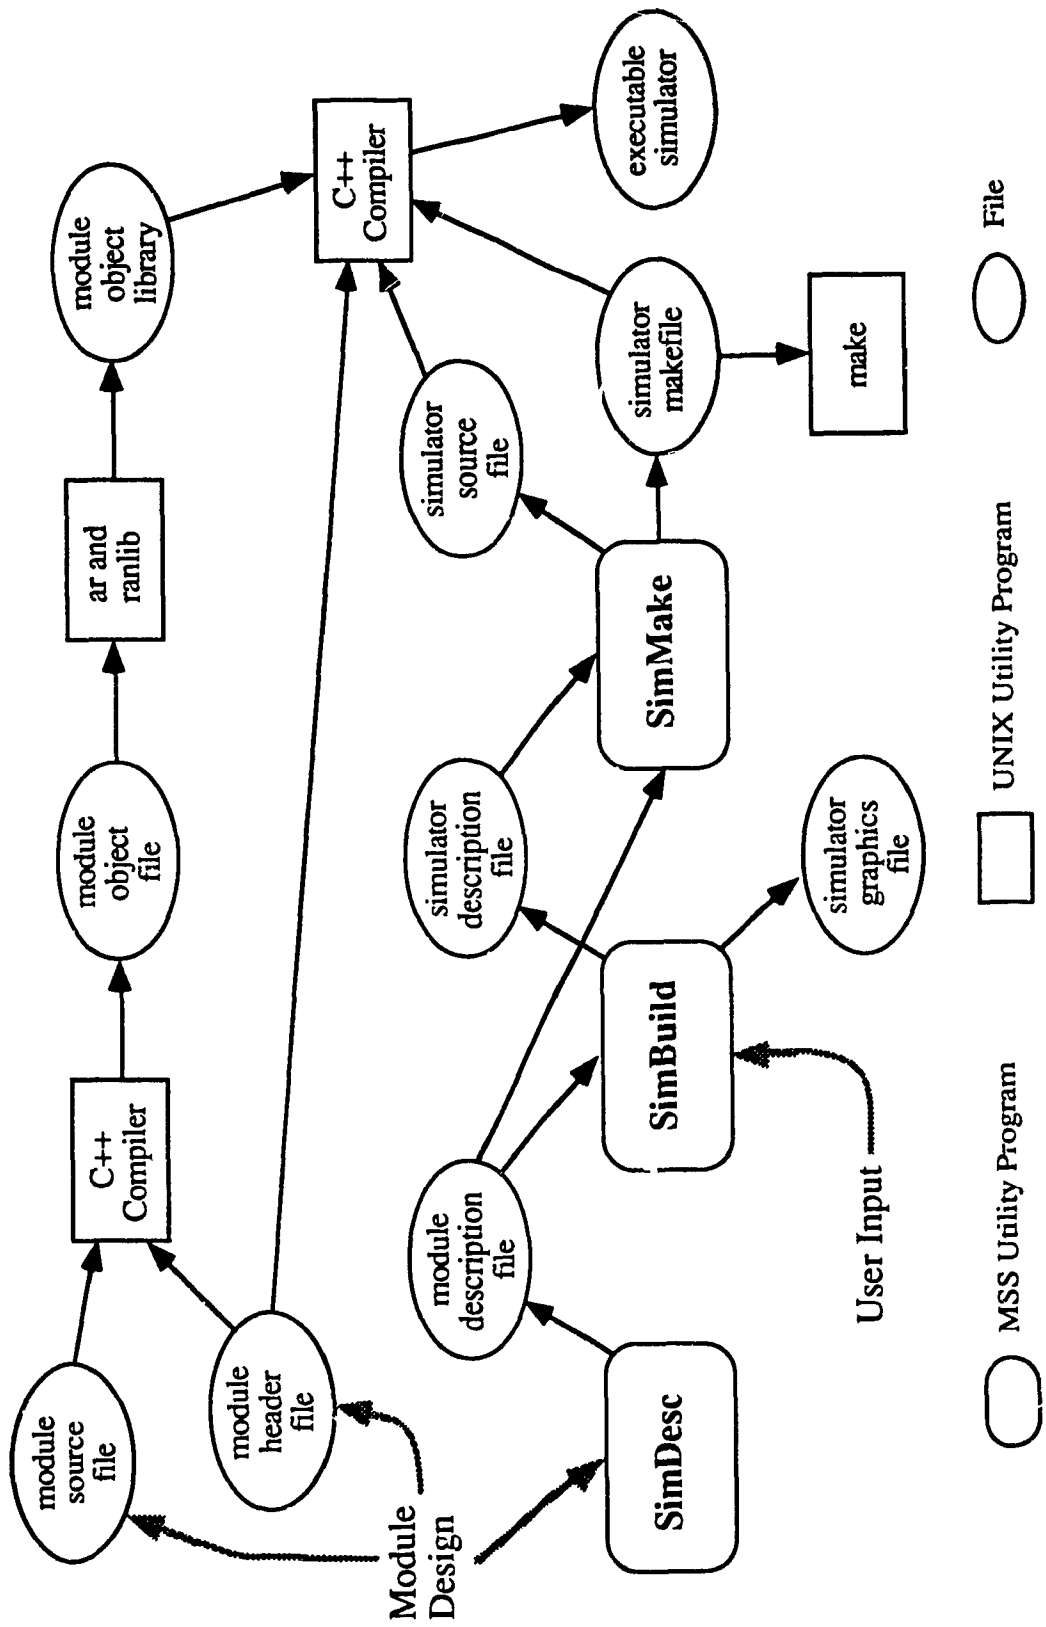 module
source
file
C++
Compiler
module
object
file
ar and
ranlib
module
object
library
module
header
file
C++
Compiler
Module
Design
module
description
file
simulator
description
file
simulator
source
file
SimDesc
SimBuild
SimMake
simulator
makefile
executable
simulator
User Input
simulator
graphics
file
make
MSS Utility Program
UNIX Utility Program
File